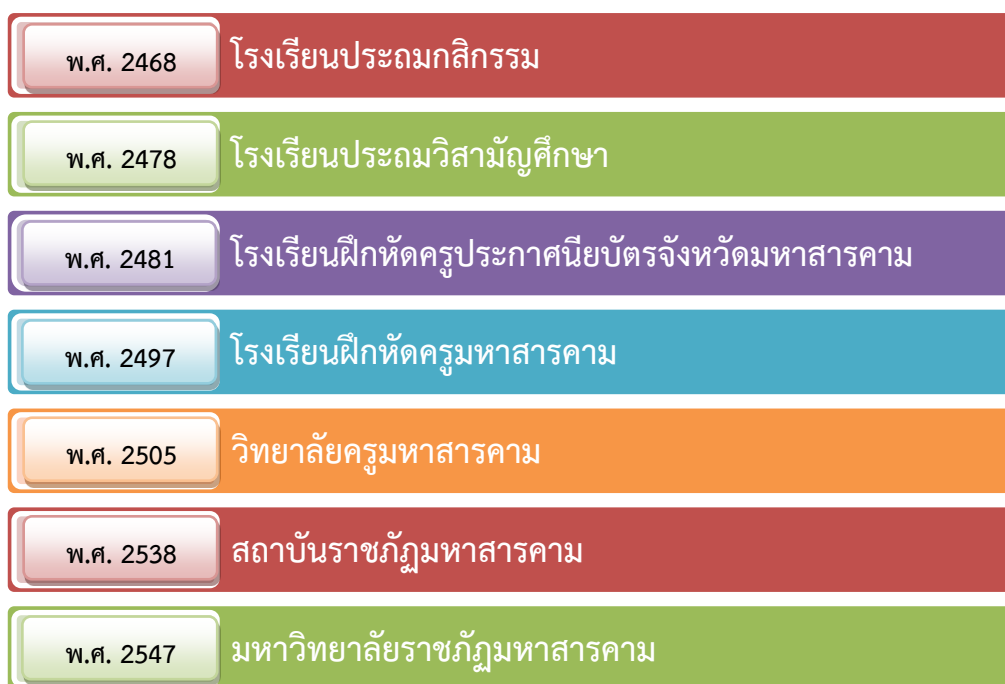 พ.ศ. 2468 โรงเรียนประถมกสิกรรม
พ.ศ. 2478 โรงเรียนประถมวิสามัญศึกษา
พ.ศ. 2481 โรงเรียนฝึกหัดครูประกาศนียบัตรจังหวัดมหาสารคาม
พ.ศ. 2497 โรงเรียนฝึกหัดครูมหาสารคาม
พ.ศ. 2505 วิทยาลัยครูมหาสารคาม
พ.ศ. 2538 สถาบันราชภัฏมหาสารคาม
พ.ศ. 2547 มหาวิทยาลัยราชภัฏมหาสารคาม